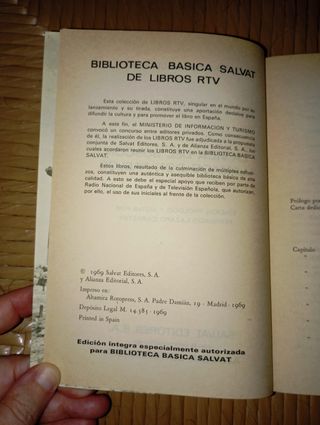 BIBLIOTECA BASICA SALVAT
DE LIBROS RTV
Esta colección de LIBROS RTV, singular en el mundo por su
lanzamiento y su tirada, constituye una aportación decisiva para
difundir la cultura y para promover el libro en España.
A este fin, el MINISTERIO DE INFORMACION Y TURISMO
convocó un concurso entre editores privados. Como consecuencia
de él, la realización de los LIBROS RTV fue adjudicada a la propuesta
conjunta de Salvat Editores, S. A. y de Alianza Editorial, S. A., las
cuales acordaron reunir los LIBROS RTV en la BIBLIOTECA BASICA
SALVAT.
Estos libros, resultado de la culminación de múltiples esfuer-
zos, constituyen una auténtica y asequible biblioteca básica de alta
calidad. A esto se debe el especial apoyo que reciben por parte de
Radio Nacional de España y de Televisión Española, que autorizan,
por ello, el uso de sus iniciales al frente de la colección.
© 1969 Salvat Editores, S. A.
y Alianza Editorial, S. A.
Impreso en:
Altamira Rotopress, S. A. Padre Damián, 19 - Madrid - 1969
Depósito Legal M. 14.385-1969
Printed in Spain
Edición íntegra especialmente autorizada
para BIBLIOTECA BASICA SALVAT
Prólogo
Carta dedic
Capítulo